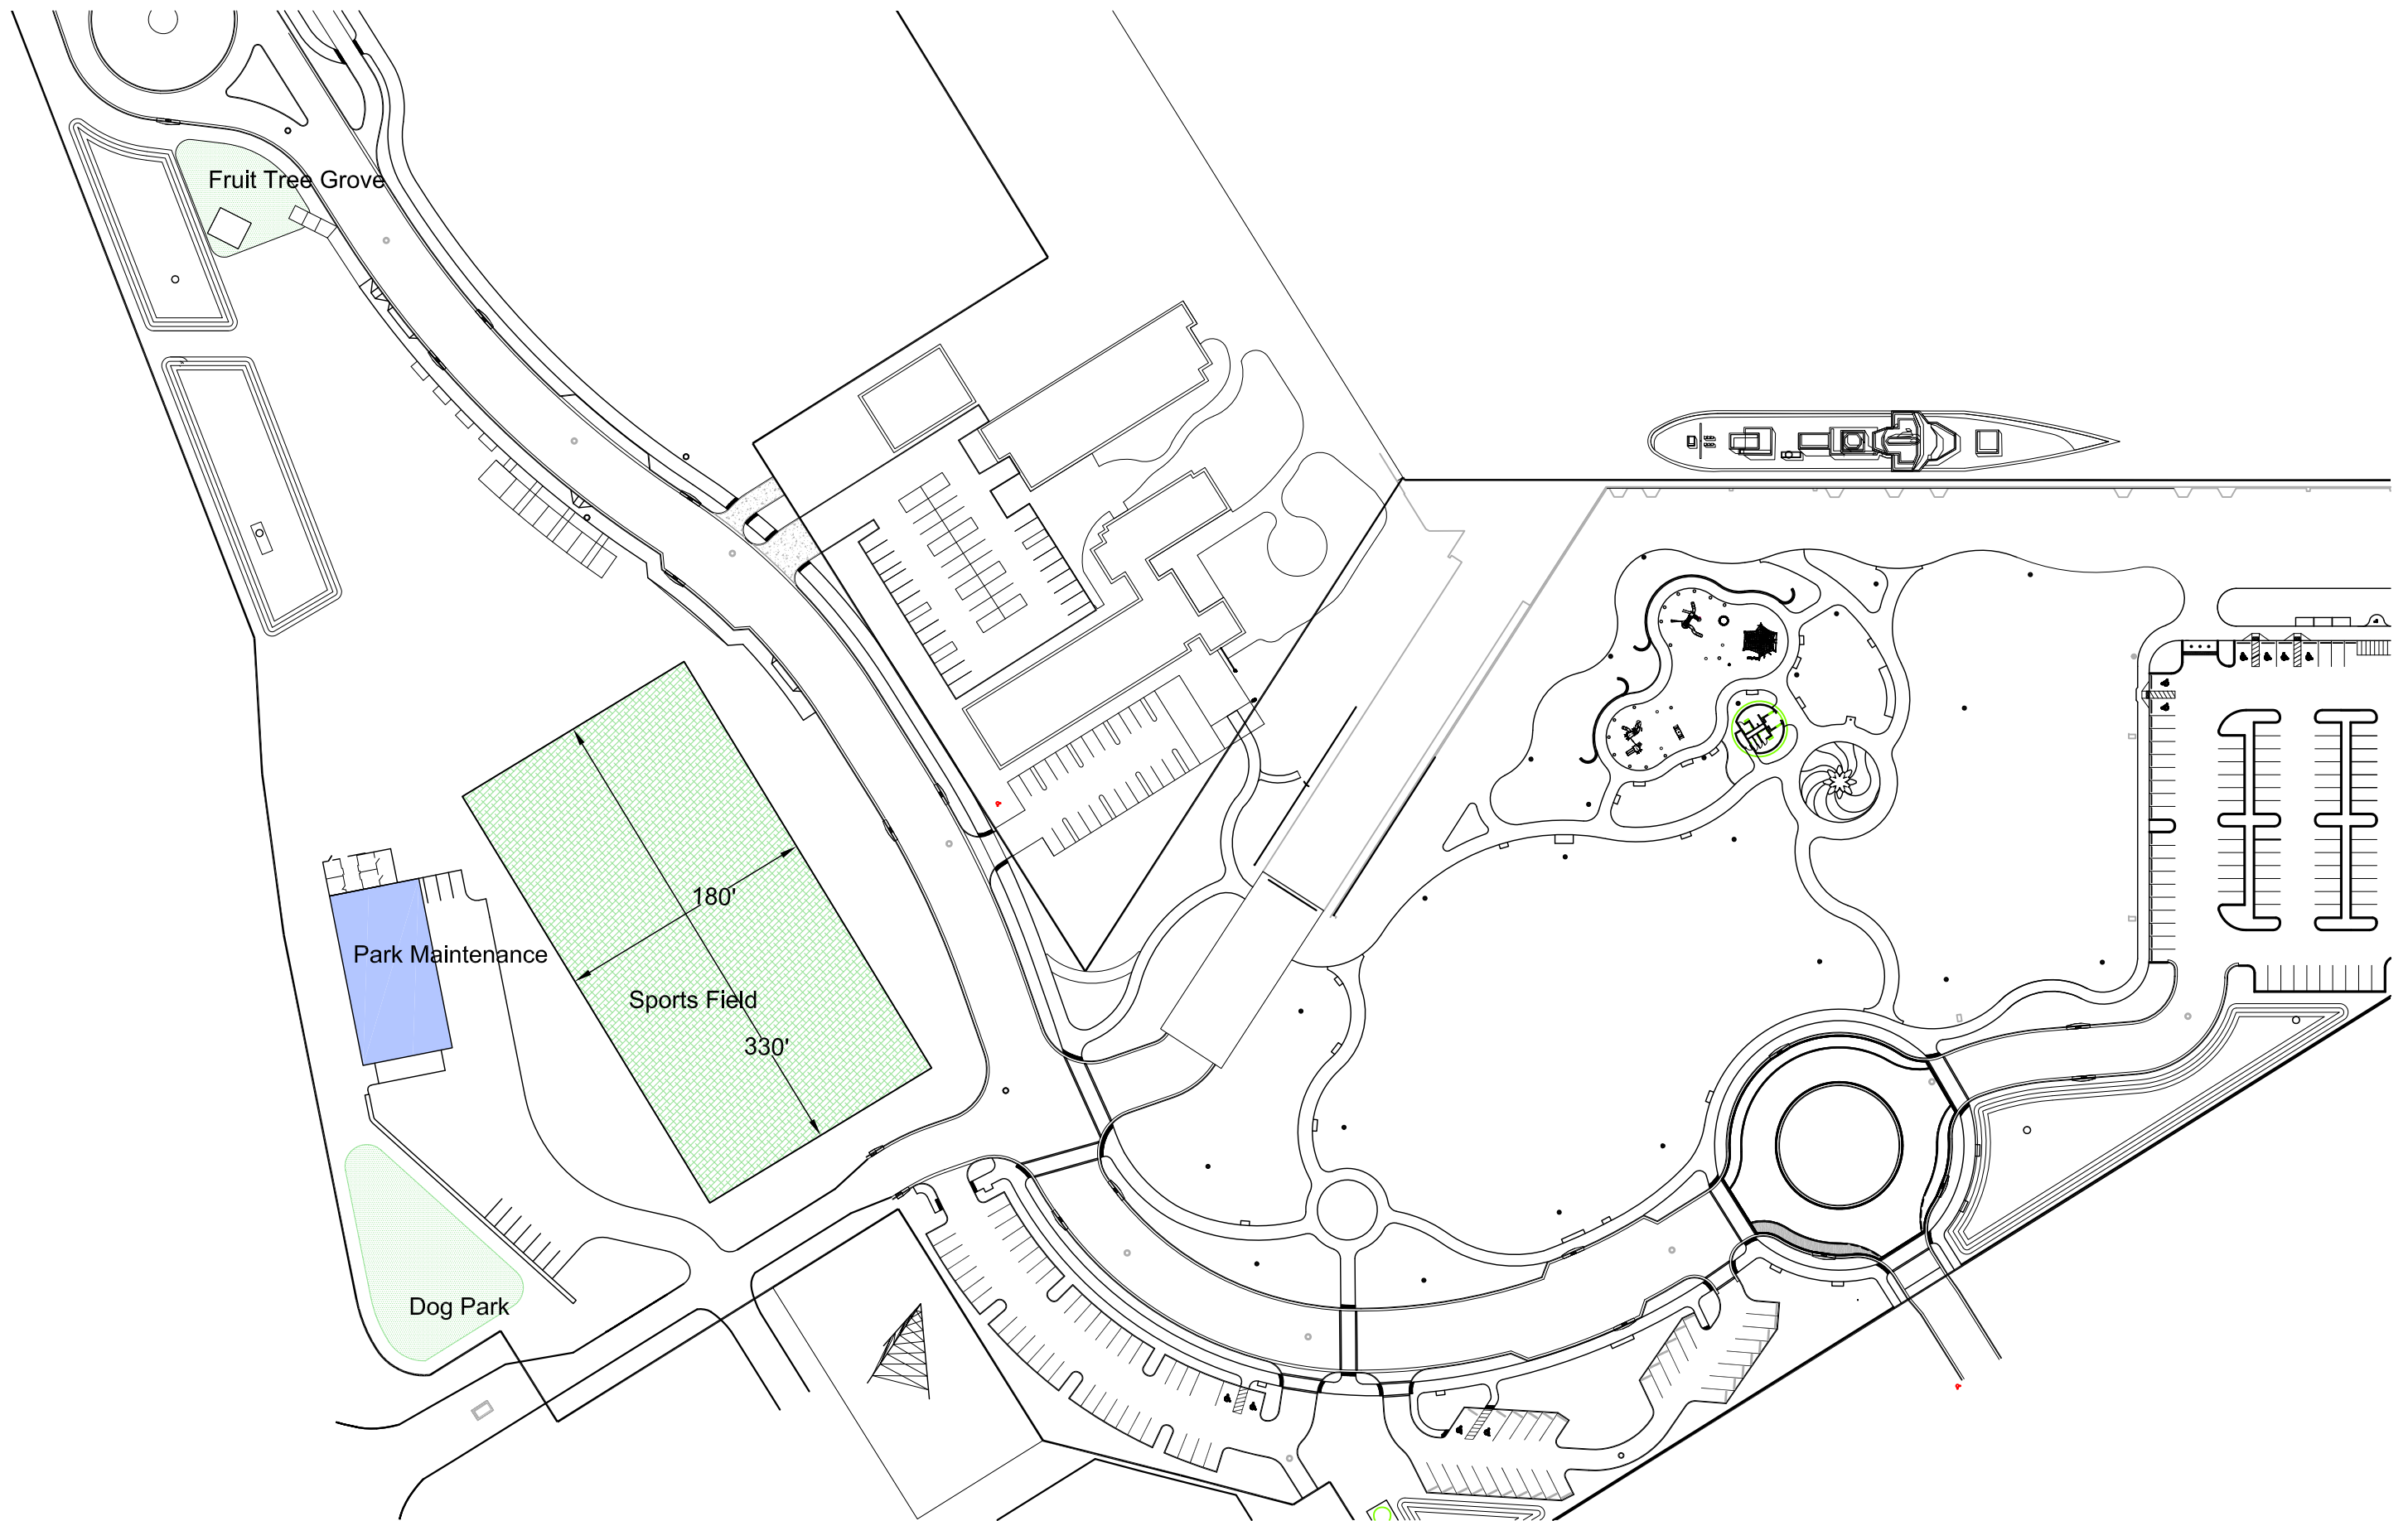 Fruit Tree Grove
180'
Park Maintenance
Sports Field
330'
Dog Park